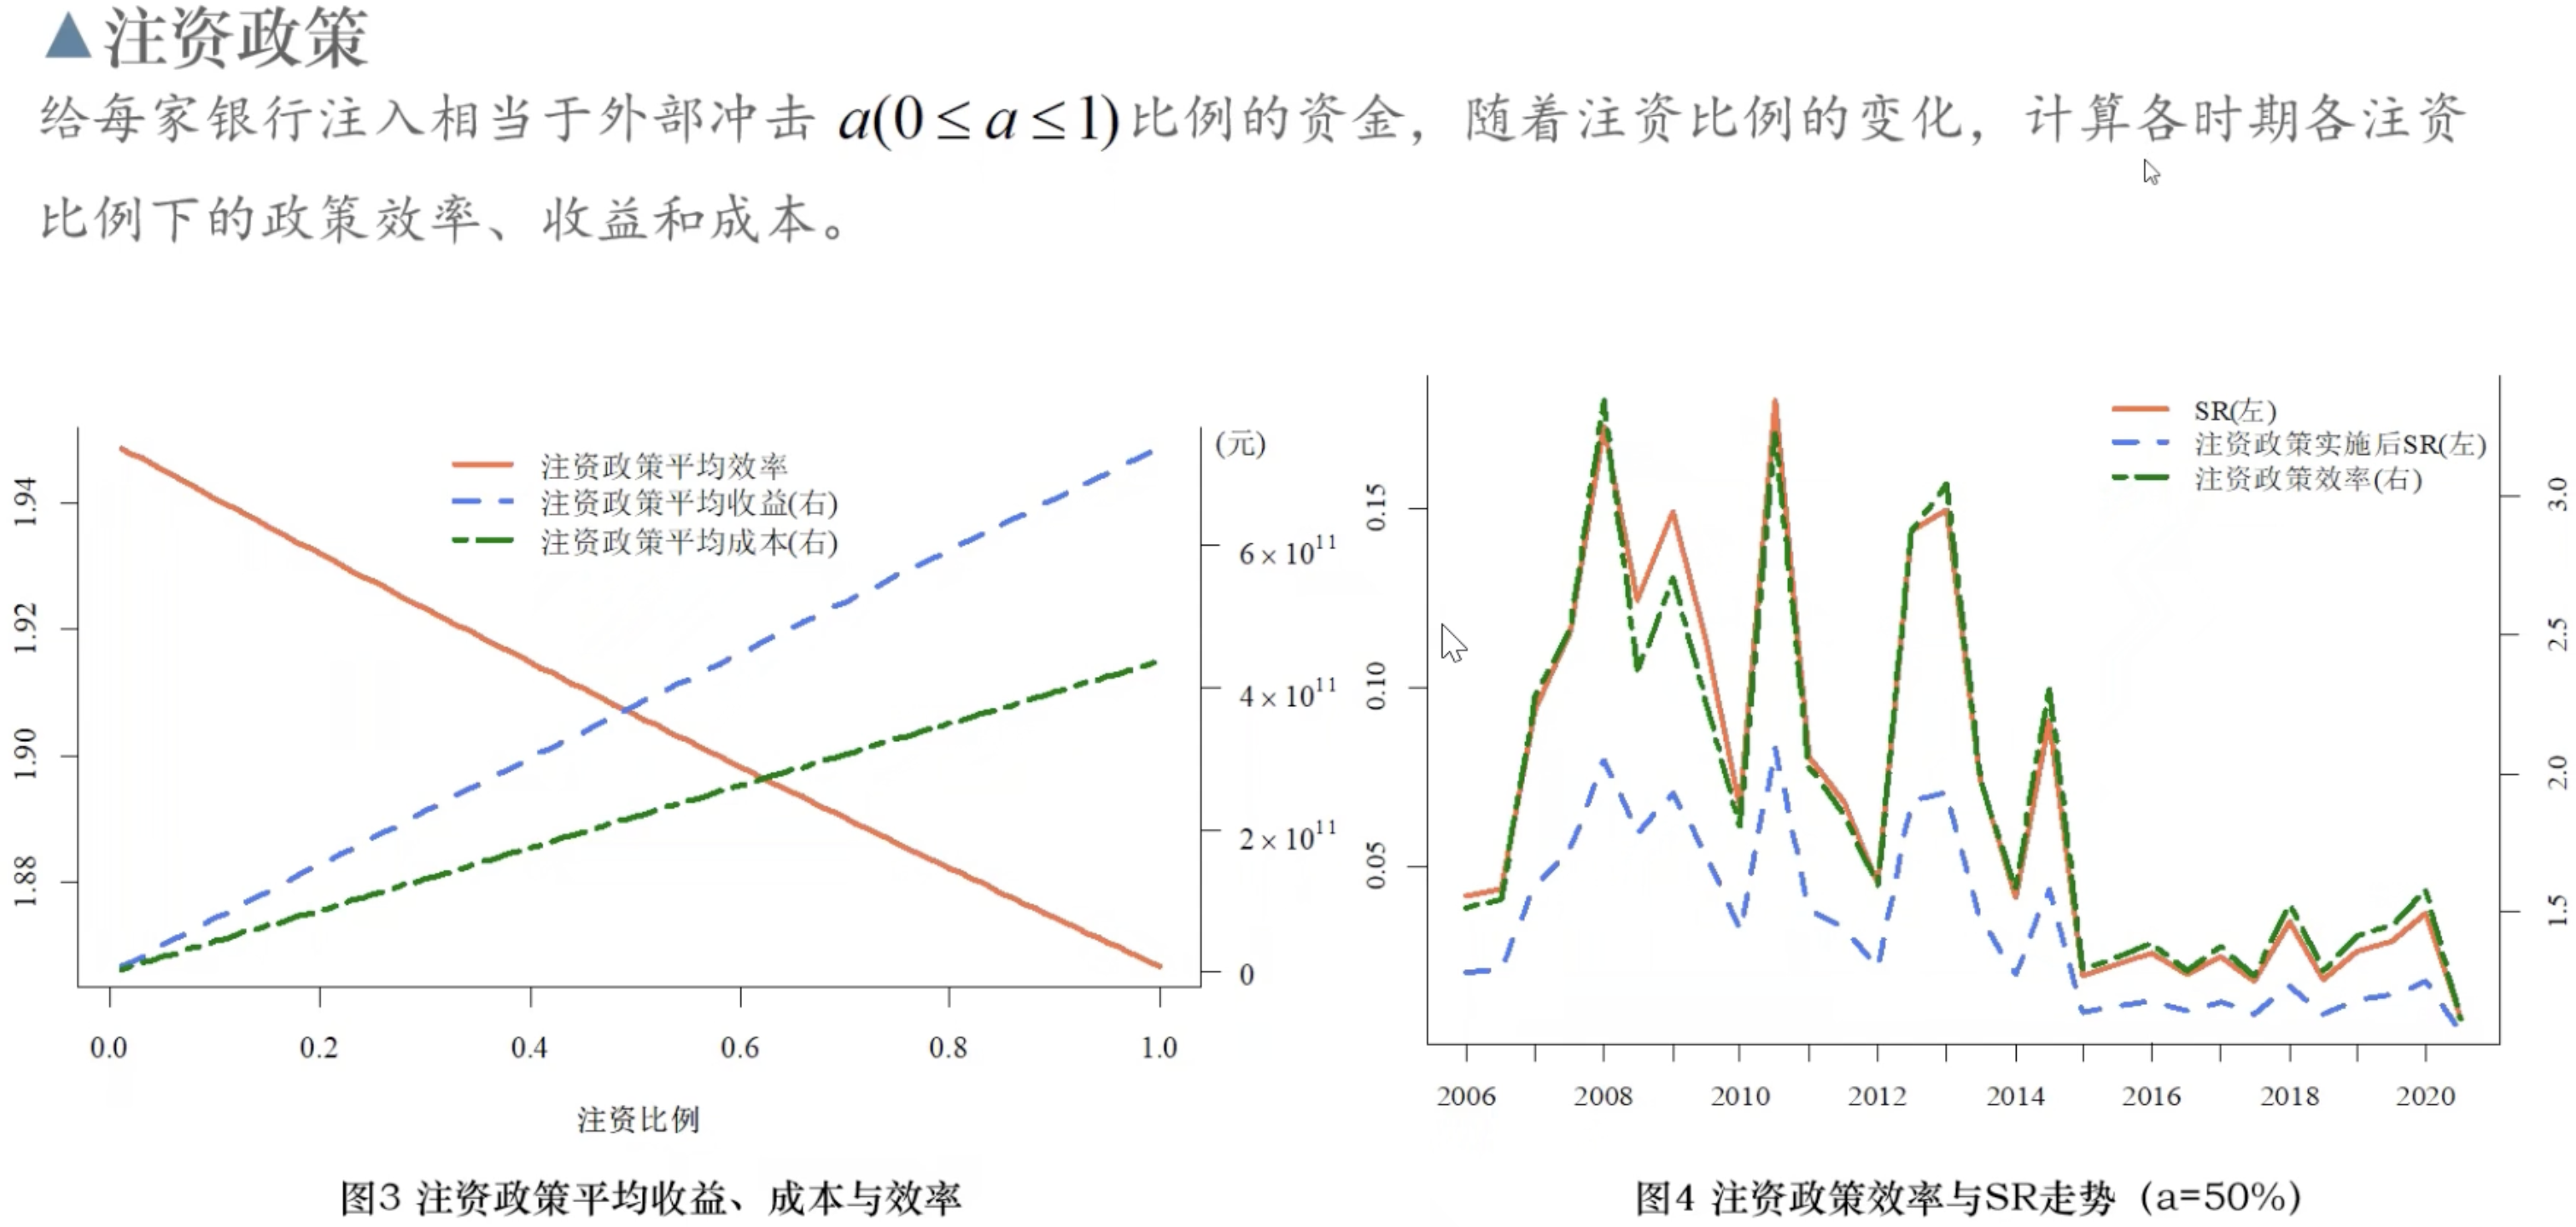 ▲注资政策
给每家银行注入相当于外部冲击 a(0≤a≤1)比例的资金，随着注资比例的变化，计算各时期各注资
比例下的政策效率、收益和成本。
(元)
注资政策平均效率
注资政策平均收益(右)
注资政策平均成本(右)
1.94
1.92
1.90
1.88
6×10¹¹
4×10¹¹
2×10¹¹
0
0.0 0.2 0.4 0.6 0.8 1.0
注资比例
图3 注资政策平均收益、成本与效率
SR(左)
注资政策实施后SR(左)
注资政策效率(右)
0.15
0.10
0.05
3.0
2.5
2.0
1.5
2006 2008 2010 2012 2014 2016 2018 2020
图4 注资政策效率与SR走势（a=50%）